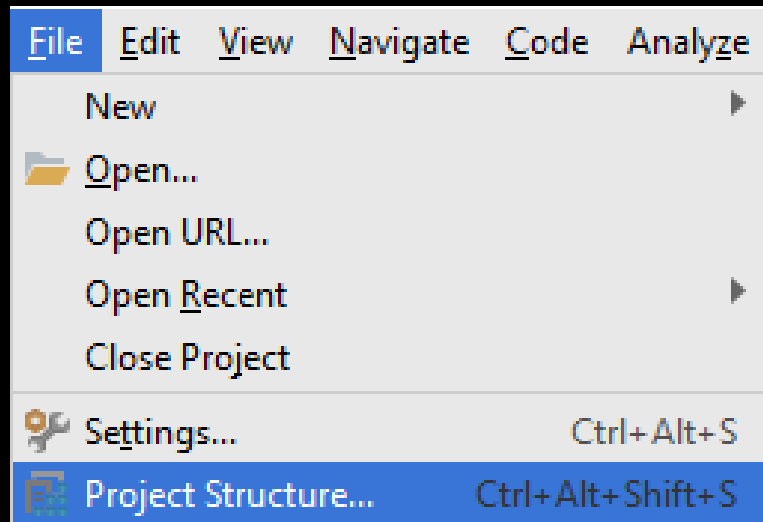 File Edit View Navigate Code Analyze
New
Open...
Open URL...
Open Recent
Close Project
Settings... Ctrl+Alt+S
Project Structure... Ctrl+Alt+Shift+S